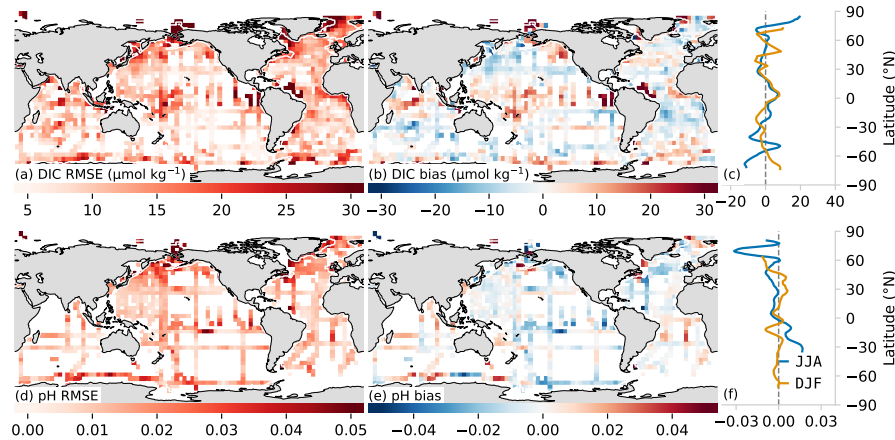 90
60
30
0
−30
−60
−90
Latitude (°N)
(a) DIC RMSE (μmol kg⁻¹)
(b) DIC bias (μmol kg⁻¹)
(c)
5 10 15 20 25 30
−30 −20 −10 0 10 20 30
−20 0 20
90
60
30
0
−30
−60
−90
Latitude (°N)
JJA
DJF
(d) pH RMSE
(e) pH bias
(f)
0.00 0.01 0.02 0.03 0.04 0.05
−0.04 −0.02 0.00 0.02 0.04
−0.03 0.00 0.03